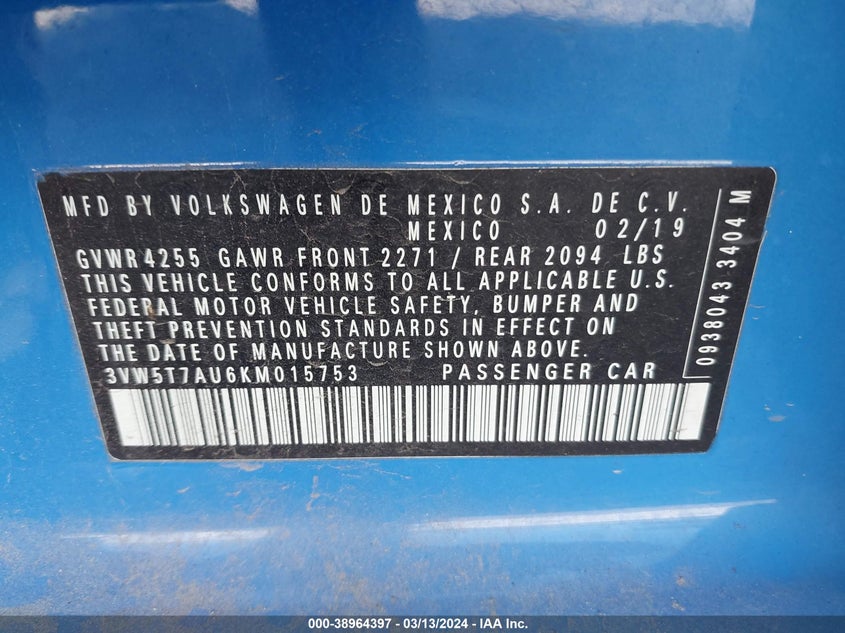 MFD BY VOLKSWAGEN DE MEXICO S.A. DE C.V.
MEXICO 02/19
GVWR 4255 GAWR FRONT 2271 / REAR 2094 LBS
THIS VEHICLE CONFORMS TO ALL APPLICABLE U.S.
FEDERAL MOTOR VEHICLE SAFETY, BUMPER AND
THEFT PREVENTION STANDARDS IN EFFECT ON
THE DATE OF MANUFACTURE SHOWN ABOVE.
3VW5T7AU6KM015753 PASSENGER CAR
0938043 3404 M
000-38964397 - 03/13/2024 - IAA Inc.